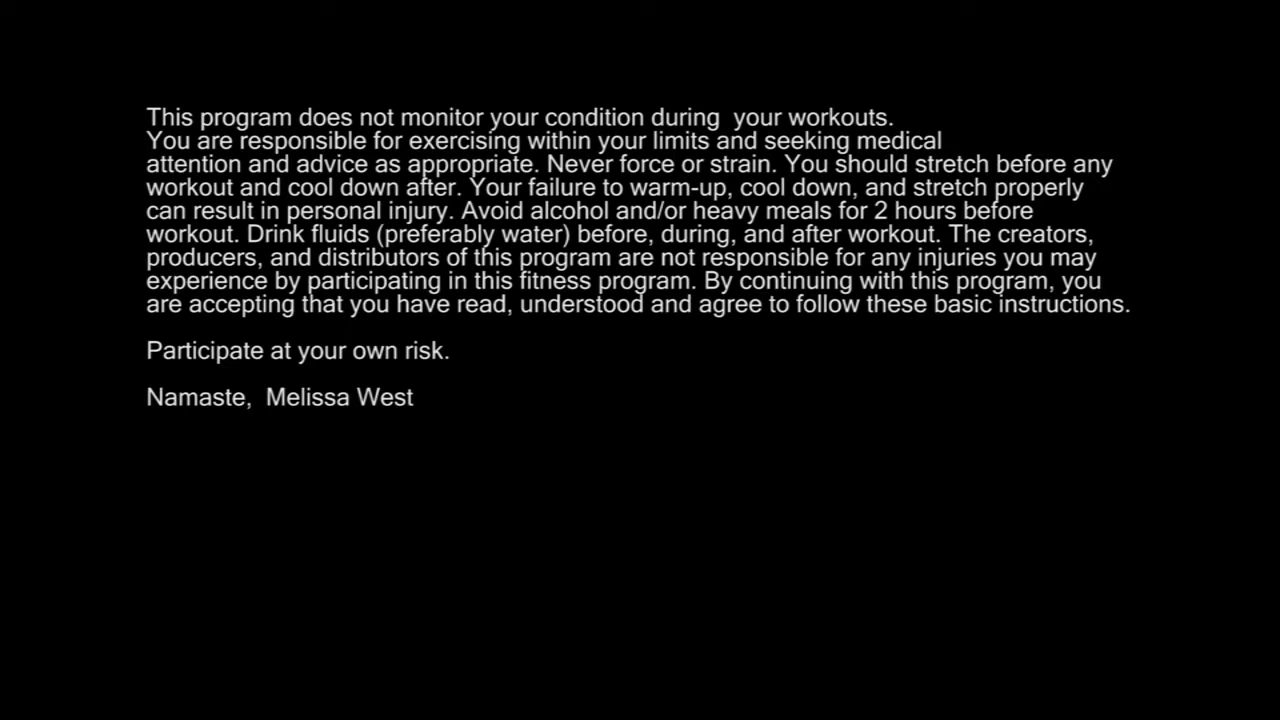 This program does not monitor your condition during  your workouts.
You are responsible for exercising within your limits and seeking medical
attention and advice as appropriate. Never force or strain. You should stretch before any
workout and cool down after. Your failure to warm-up, cool down, and stretch properly
can result in personal injury. Avoid alcohol and/or heavy meals for 2 hours before
workout. Drink fluids (preferably water) before, during, and after workout. The creators,
producers, and distributors of this program are not responsible for any injuries you may
experience by participating in this fitness program. By continuing with this program, you
are accepting that you have read, understood and agree to follow these basic instructions.
Participate at your own risk.
Namaste,  Melissa West